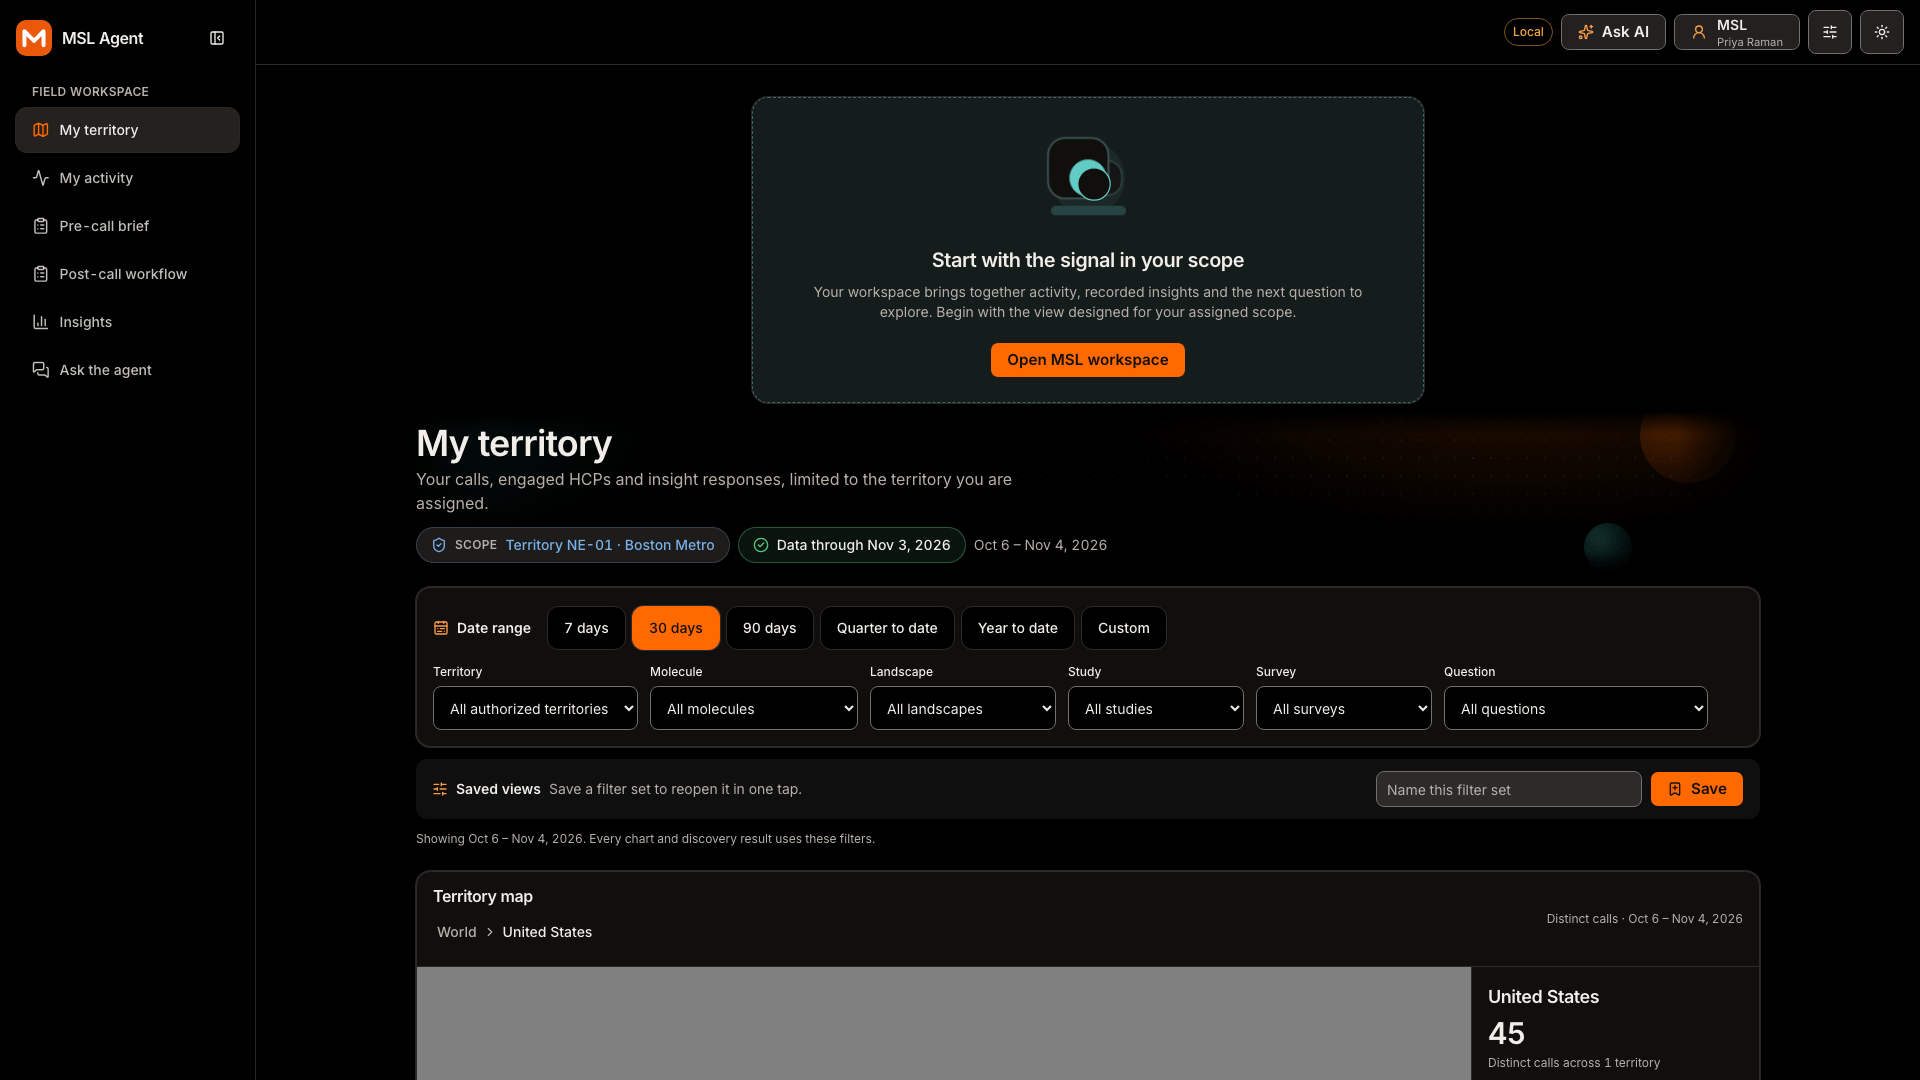 MSL Agent
Local
Ask AI
MSL
Priya Raman
FIELD WORKSPACE
My territory
My activity
Pre-call brief
Post-call workflow
Insights
Ask the agent
Start with the signal in your scope
Your workspace brings together activity, recorded insights and the next question to
explore. Begin with the view designed for your assigned scope.
Open MSL workspace
My territory
Your calls, engaged HCPs and insight responses, limited to the territory you are
assigned.
SCOPE Territory NE-01 · Boston Metro
Data through Nov 3, 2026
Oct 6 – Nov 4, 2026
Date range
7 days
30 days
90 days
Quarter to date
Year to date
Custom
Territory
Molecule
Landscape
Study
Survey
Question
All authorized territories
All molecules
All landscapes
All studies
All surveys
All questions
Saved views Save a filter set to reopen it in one tap.
Name this filter set
Save
Showing Oct 6 – Nov 4, 2026. Every chart and discovery result uses these filters.
Territory map
World > United States
Distinct calls · Oct 6 – Nov 4, 2026
United States
45
Distinct calls across 1 territory